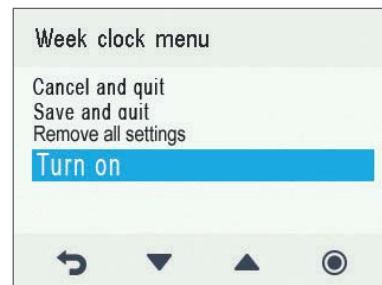 Week clock menu
Cancel and quit
Save and quit
Remove all settings
Turn on